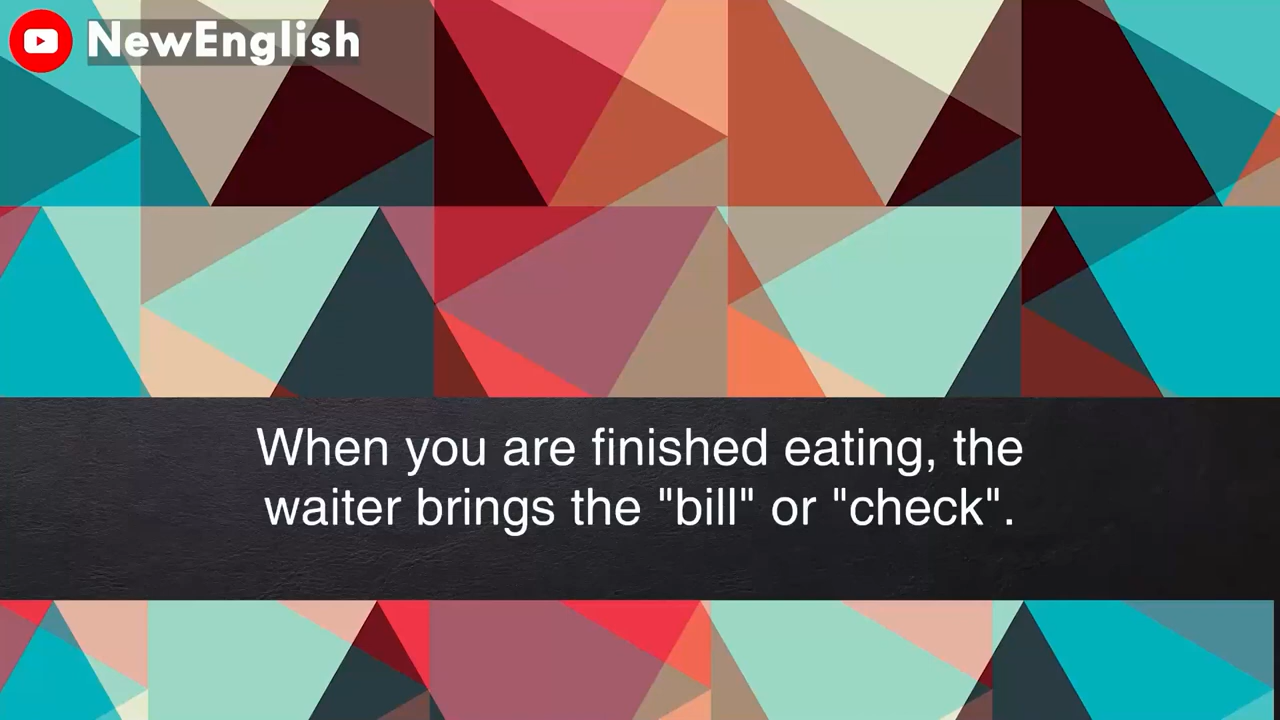 NewEnglish
When you are finished eating, the
waiter brings the "bill" or "check".